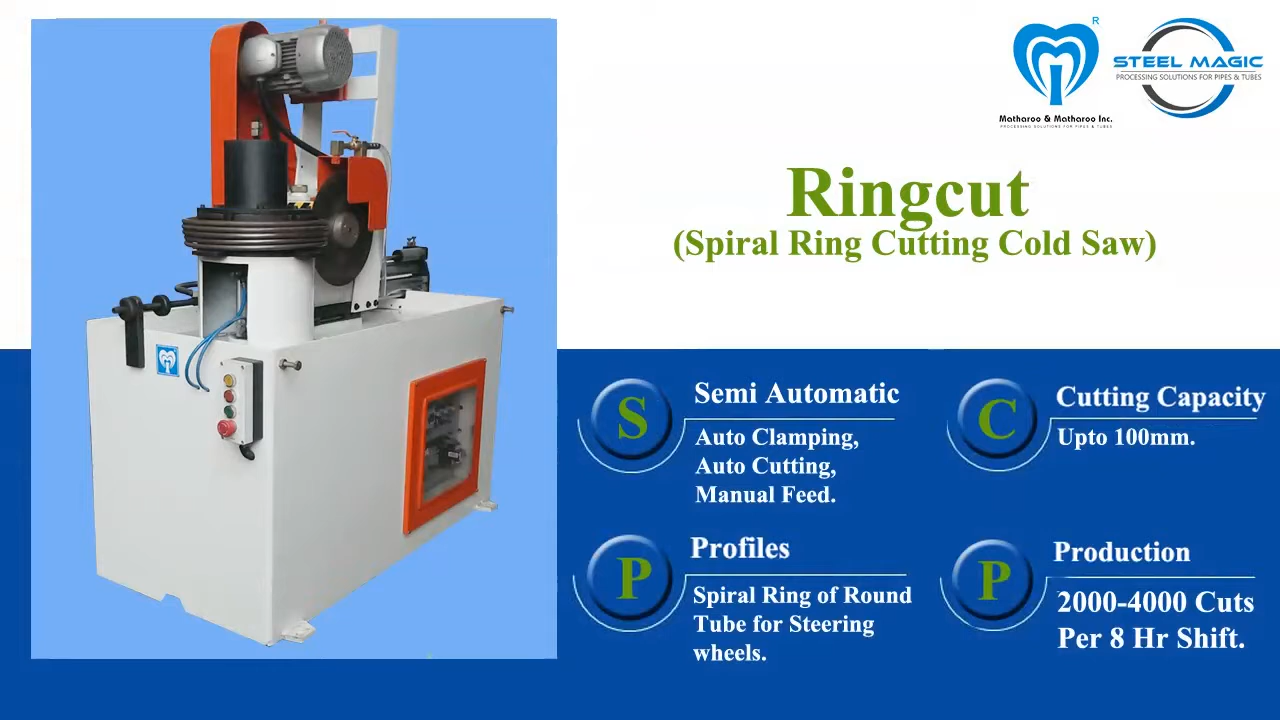 R
STEEL MAGIC
PROCESSING SOLUTIONS FOR PIPES & TUBES
Matharoo & Matharoo Inc.
PROCESSING SOLUTIONS FOR PIPES & TUBES
Ringcut
(Spiral Ring Cutting Cold Saw)
S
Semi Automatic
Auto Clamping,
Auto Cutting,
Manual Feed.
C
Cutting Capacity
Upto 100mm.
P
Profiles
Spiral Ring of Round
Tube for Steering
wheels.
P
Production
2000-4000 Cuts
Per 8 Hr Shift.